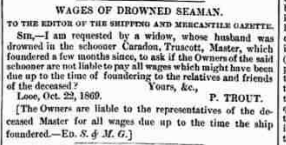 WAGES OF DROWNED SEAMAN.
TO THE EDITOR OF THE SHIPPING AND MERCANTILE GAZETTE.
SIR,—I am requested by a widow, whose husband was
drowned in the schooner Caradon, Truscott, Master, which
foundered a few months since, to ask if the Owners of the said
schooner are not liable to pay all wages which might have been
due up to the time of foundering to the relatives and friends
of the deceased? Yours, &c.,
Looe, Oct. 22, 1869. P. TROUT.
[The Owners are liable to the representatives of the de-
ceased Master for all wages due up to the time the ship
foundered.—ED. S. & M. G.]